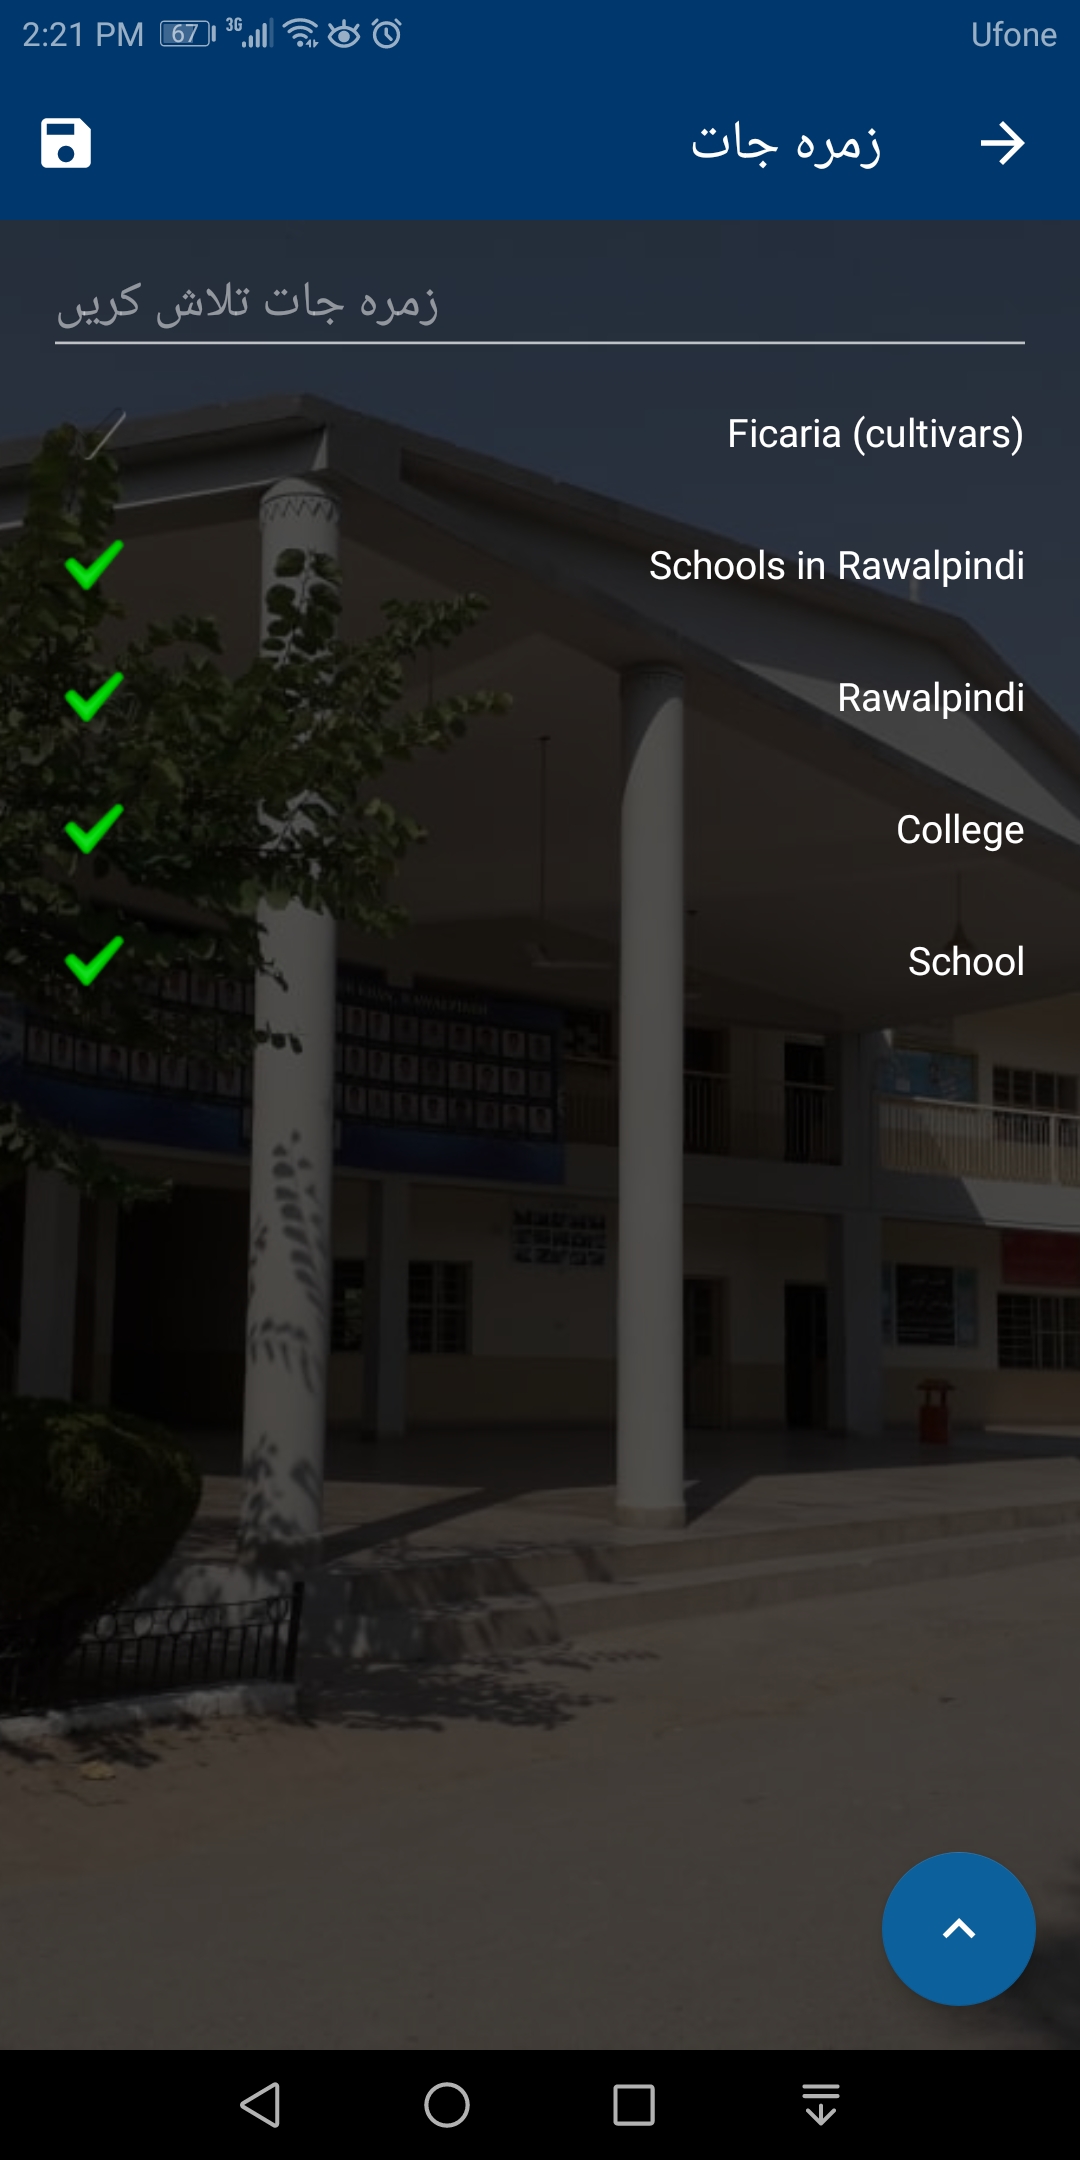 2:21 PM 67 3G Ufone
زمرہ جات
زمرہ جات تلاش کریں
Ficaria (cultivars)
Schools in Rawalpindi
Rawalpindi
College
School
RAWALPINDI